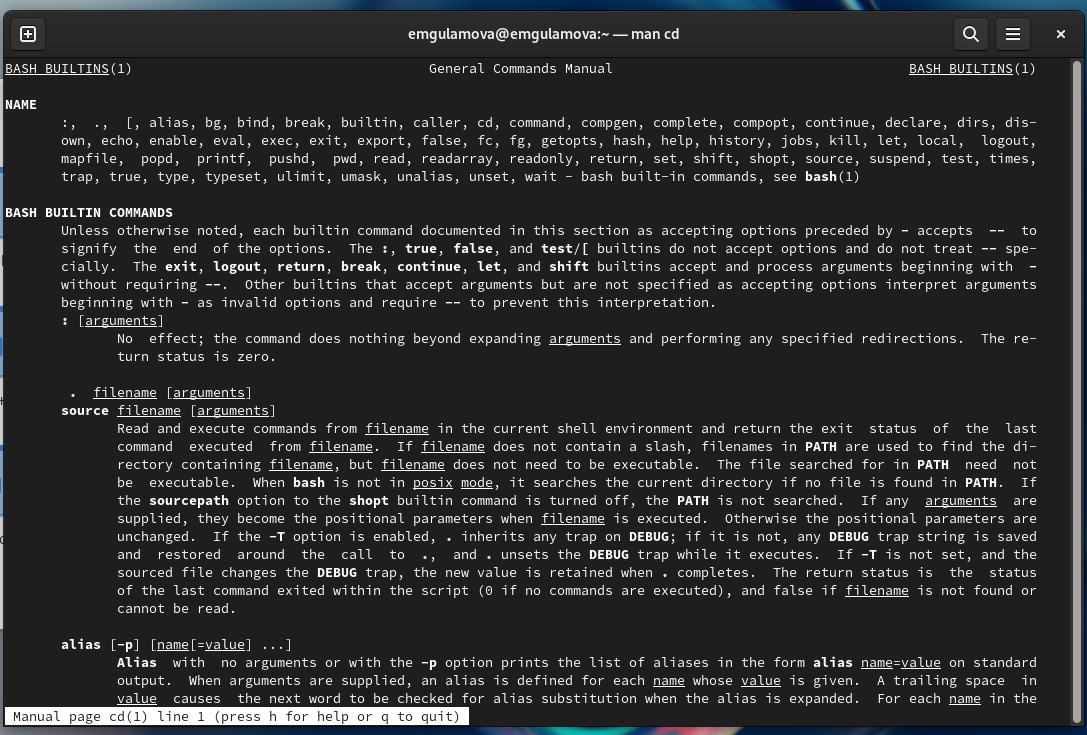 emgulamova@emgulamova:~ — man cd
BASH BUILTINS(1) General Commands Manual BASH BUILTINS(1)
NAME
:, ., [, alias, bg, bind, break, builtin, caller, cd, command, compgen, complete, compopt, continue, declare, dirs, dis-
own, echo, enable, eval, exec, exit, export, false, fc, fg, getopts, hash, help, history, jobs, kill, let, local, logout,
mapfile, popd, printf, pushd, pwd, read, readarray, readonly, return, set, shift, shopt, source, suspend, test, times,
trap, true, type, typeset, ulimit, umask, unalias, unset, wait - bash built-in commands, see bash(1)
BASH BUILTIN COMMANDS
Unless otherwise noted, each builtin command documented in this section as accepting options preceded by - accepts -- to
signify the end of the options. The :, true, false, and test/[ builtins do not accept options and do not treat -- spe-
cially. The exit, logout, return, break, continue, let, and shift builtins accept and process arguments beginning with -
without requiring --. Other builtins that accept arguments but are not specified as accepting options interpret arguments
beginning with - as invalid options and require -- to prevent this interpretation.
: [arguments]
No effect; the command does nothing beyond expanding arguments and performing any specified redirections. The re-
turn status is zero.
. filename [arguments]
source filename [arguments]
Read and execute commands from filename in the current shell environment and return the exit status of the last
command executed from filename. If filename does not contain a slash, filenames in PATH are used to find the di-
rectory containing filename, but filename does not need to be executable. The file searched for in PATH need not
be executable. When bash is not in posix mode, it searches the current directory if no file is found in PATH. If
the sourcepath option to the shopt builtin command is turned off, the PATH is not searched. If any arguments are
supplied, they become the positional parameters when filename is executed. Otherwise the positional parameters are
unchanged. If the -T option is enabled, . inherits any trap on DEBUG; if it is not, any DEBUG trap string is saved
and restored around the call to ., and . unsets the DEBUG trap while it executes. If -T is not set, and the
sourced file changes the DEBUG trap, the new value is retained when . completes. The return status is the status
of the last command exited within the script (0 if no commands are executed), and false if filename is not found or
cannot be read.
alias [-p] [name[=value] ...]
Alias with no arguments or with the -p option prints the list of aliases in the form alias name=value on standard
output. When arguments are supplied, an alias is defined for each name whose value is given. A trailing space in
value causes the next word to be checked for alias substitution when the alias is expanded. For each name in the
Manual page cd(1) line 1 (press h for help or q to quit)